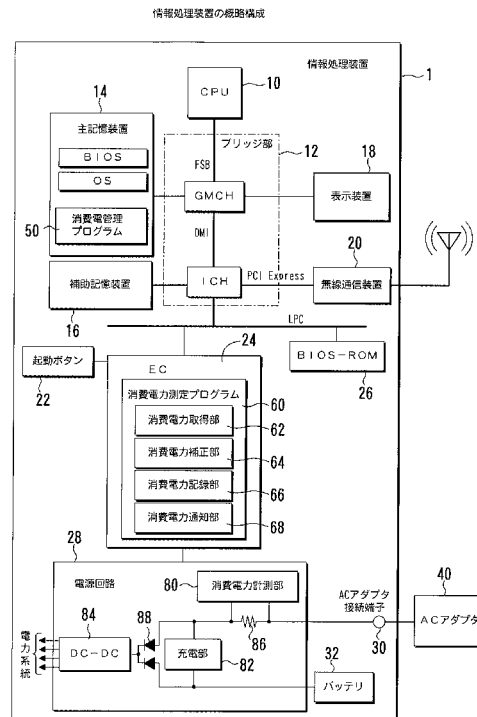 情報処理装置の概略構成
情報処理装置
1
CPU
10
14
主記憶装置
BIOS
OS
50
消費電管理
プログラム
ブリッジ部
12
FSB
GMCH
DMI
ICH
18
表示装置
20
PCI Express
無線通信装置
補助記憶装置
16
LPC
起動ボタン
22
24
EC
BIOS-ROM
26
消費電力測定プログラム
60
消費電力取得部
62
消費電力補正部
64
消費電力記録部
66
消費電力通知部
68
28
電源回路
80
消費電力計測部
84
88
86
ACアダプタ
接続端子
30
40
ACアダプタ
電力系統
DC-DC
充電部
82
32
バッテリ